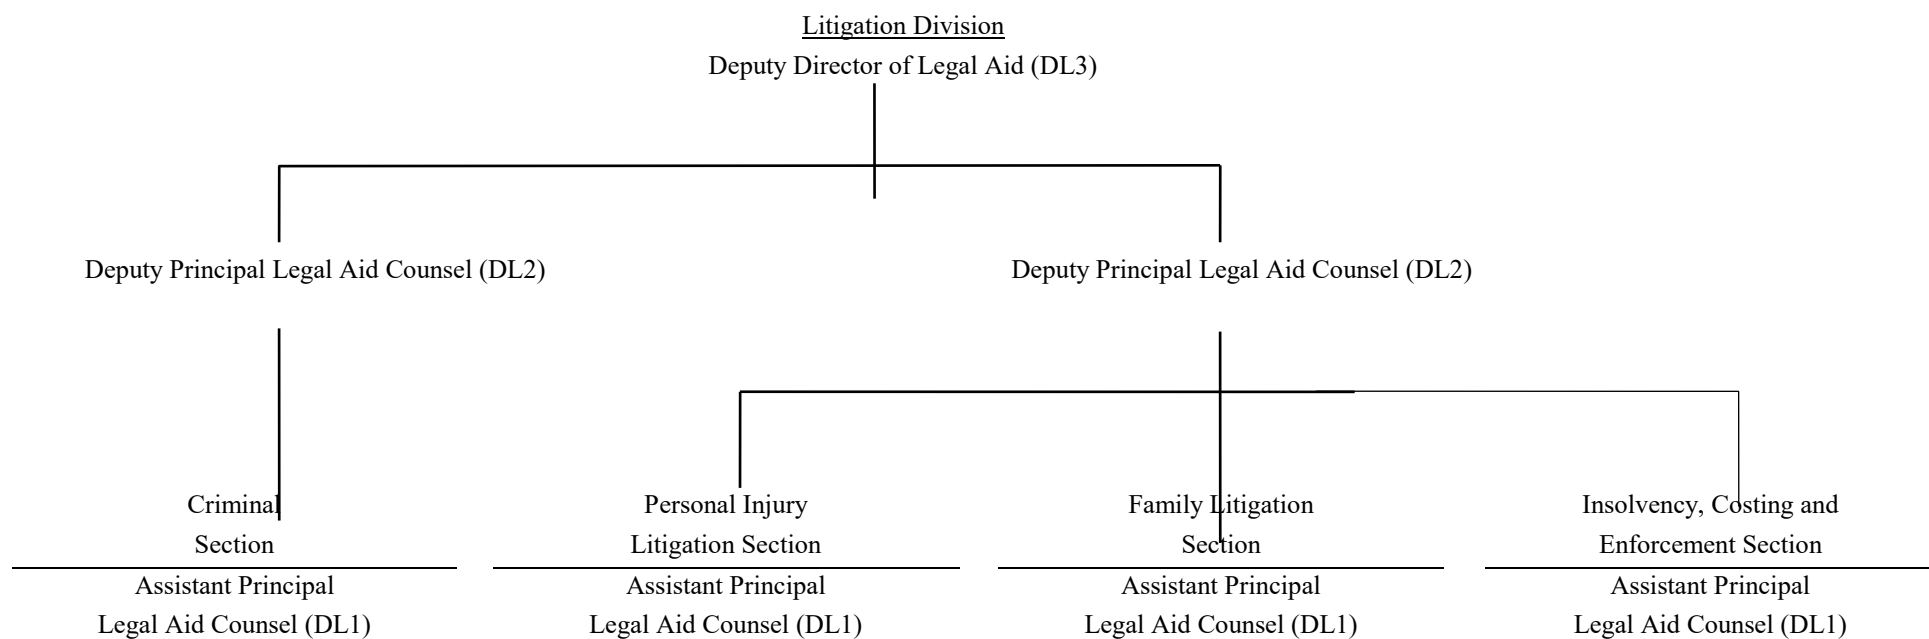 Litigation Division
Deputy Director of Legal Aid (DL3)
Deputy Principal Legal Aid Counsel (DL2)
Deputy Principal Legal Aid Counsel (DL2)
Criminal
Section
Assistant Principal
Legal Aid Counsel (DL1)
Personal Injury
Litigation Section
Assistant Principal
Legal Aid Counsel (DL1)
Family Litigation
Section
Assistant Principal
Legal Aid Counsel (DL1)
Insolvency, Costing and
Enforcement Section
Assistant Principal
Legal Aid Counsel (DL1)